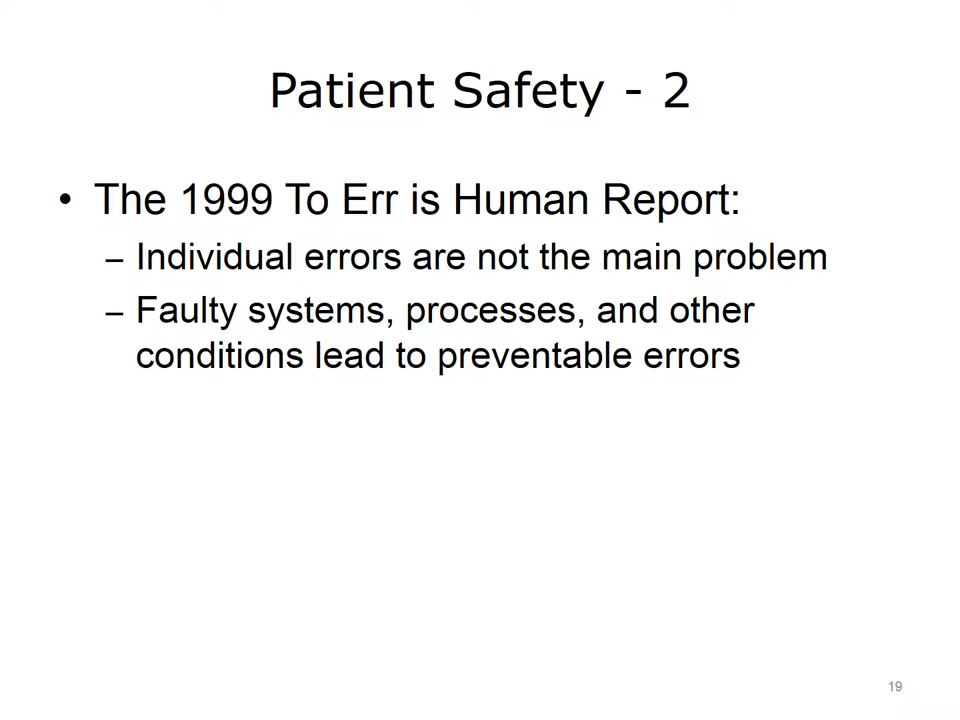 Patient Safety - 2
• The 1999 To Err is Human Report:
– Individual errors are not the main problem
– Faulty systems, processes, and other
conditions lead to preventable errors
19